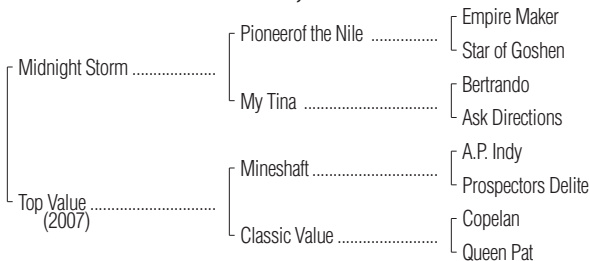 Empire Maker
Pioneerof the Nile ................
Star of Goshen
Midnight Storm ....................
Bertrando
My Tina ................................
Ask Directions
A.P. Indy
Mineshaft ..............................
Prospectors Delite
Top Value ..............................
(2007)
Copelan
Classic Value ........................
Queen Pat